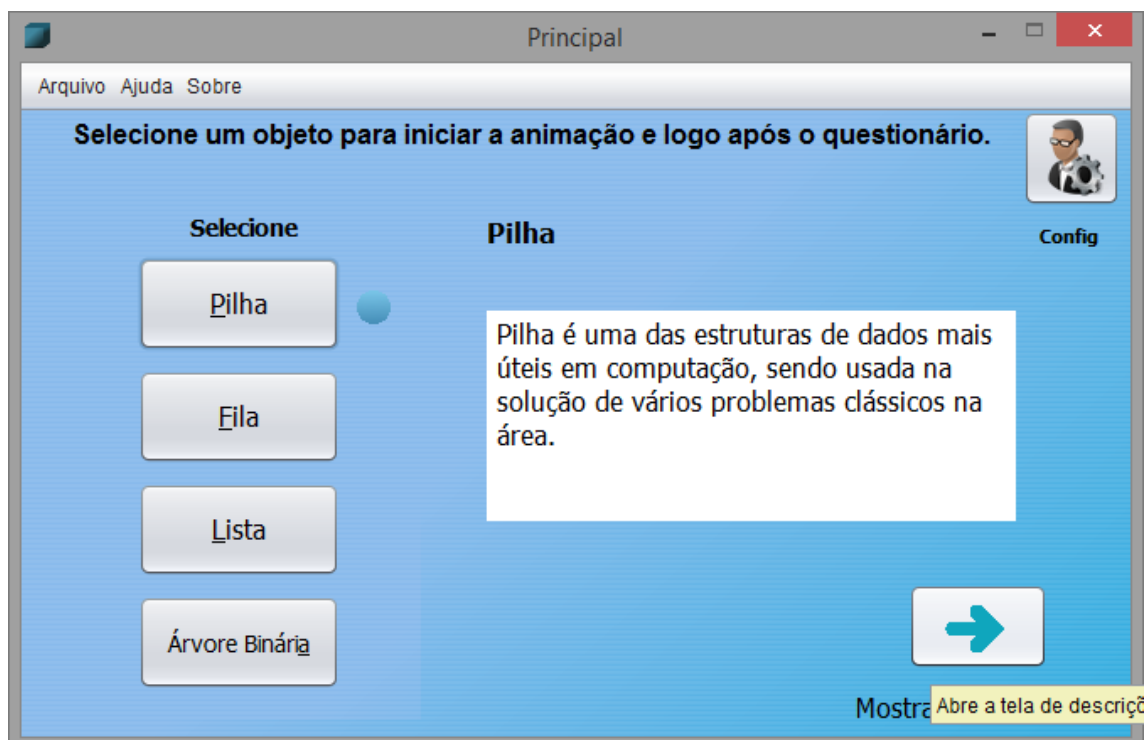 Principal
Arquivo Ajuda Sobre
Selecione um objeto para iniciar a animação e logo após o questionário.
Selecione
Pilha
Config
Pilha
Pilha é uma das estruturas de dados mais
úteis em computação, sendo usada na
solução de vários problemas clássicos na
área.
Fila
Lista
Árvore Binária
Mostra
Abre a tela de descriçõ